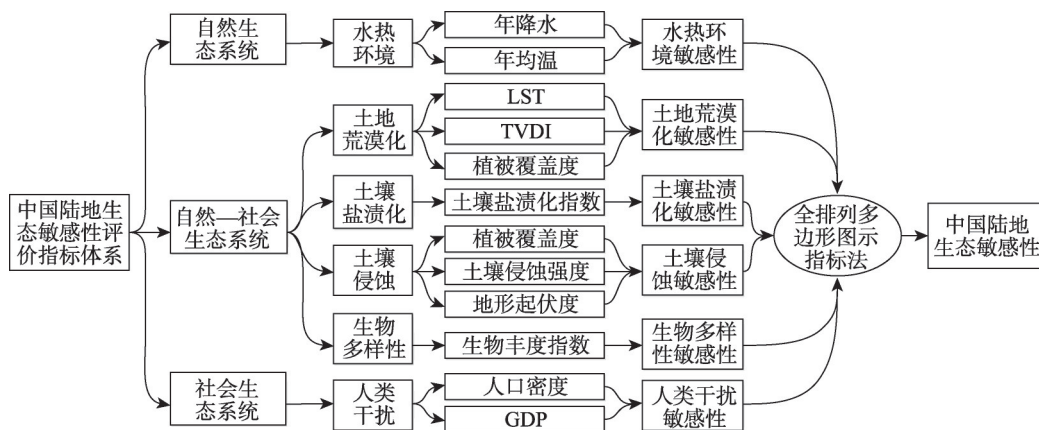 中国陆地生
态敏感性评
价指标体系
自然生
态系统
自然—社会
生态系统
社会生
态系统
水热
环境
土地
荒漠化
土壤
盐渍化
土壤
侵蚀
生物
多样性
人类
干扰
年降水
年均温
LST
TVDI
植被覆盖度
土壤盐渍化指数
植被覆盖度
土壤侵蚀强度
地形起伏度
生物丰度指数
人口密度
GDP
水热环
境敏感性
土地荒漠
化敏感性
土壤盐渍
化敏感性
土壤侵
蚀敏感性
生物多样
性敏感性
人类干扰
敏感性
全排列多
边形图示
指标法
中国陆地
生态敏感性